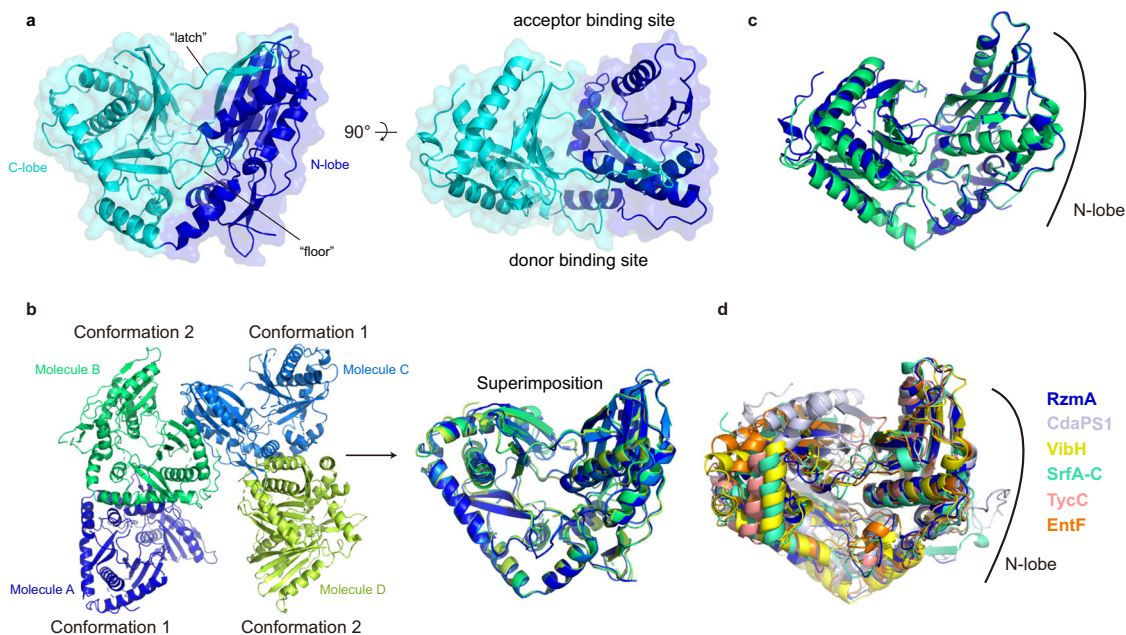 a
"latch"
C-lobe
N-lobe
"floor"
90°
acceptor binding site
donor binding site
c
N-lobe
b
Conformation 2
Conformation 1
Molecule B
Molecule C
Molecule A
Molecule D
Conformation 1
Conformation 2
Superimposition
d
RzmA
CdaPS1
VibH
SrfA-C
TycC
EntF
N-lobe